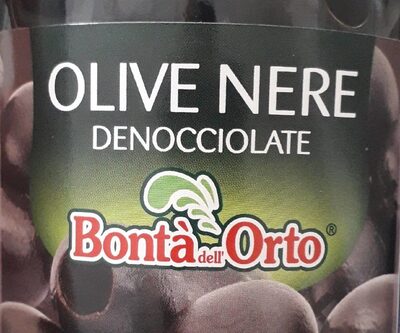 OLIVE NERE
DENOCCIOLATE
Bontà dell'Orto®